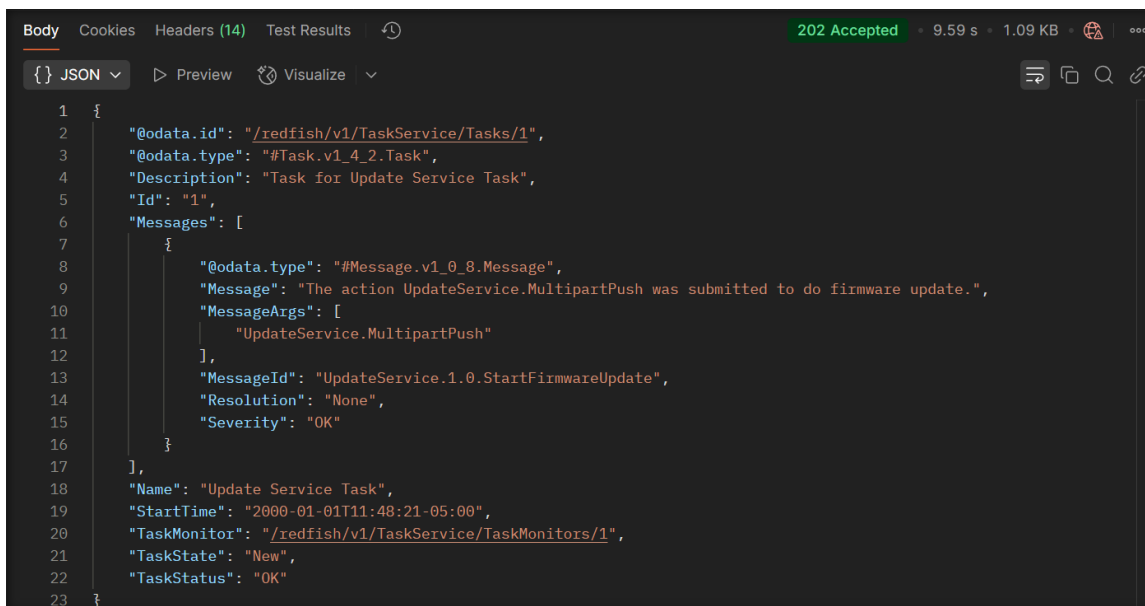 Body Cookies Headers (14) Test Results 202 Accepted • 9.59 s • 1.09 KB •
{} JSON Preview Visualize
1 {
2 "@odata.id": "/redfish/v1/TaskService/Tasks/1",
3 "@odata.type": "#Task.v1_4_2.Task",
4 "Description": "Task for Update Service Task",
5 "Id": "1",
6 "Messages": [
7 {
8 "@odata.type": "#Message.v1_0_8.Message",
9 "Message": "The action UpdateService.MultipartPush was submitted to do firmware update.",
10 "MessageArgs": [
11 "UpdateService.MultipartPush"
12 ],
13 "MessageId": "UpdateService.1.0.StartFirmwareUpdate",
14 "Resolution": "None",
15 "Severity": "OK"
16 }
17 ],
18 "Name": "Update Service Task",
19 "StartTime": "2000-01-01T11:48:21-05:00",
20 "TaskMonitor": "/redfish/v1/TaskService/TaskMonitors/1",
21 "TaskState": "New",
22 "TaskStatus": "OK"
23 }